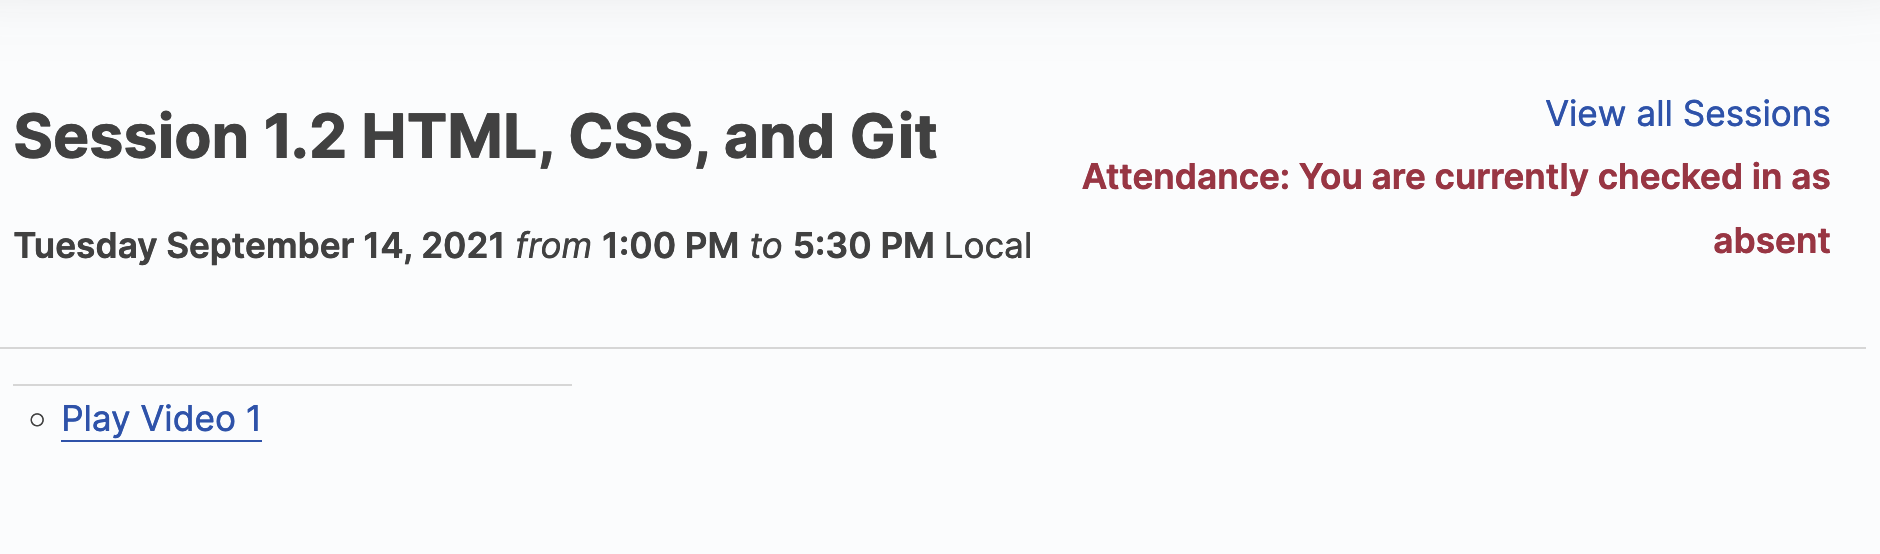 Session 1.2 HTML, CSS, and Git
Tuesday September 14, 2021 from 1:00 PM to 5:30 PM Local
View all Sessions
Attendance: You are currently checked in as
absent
Play Video 1